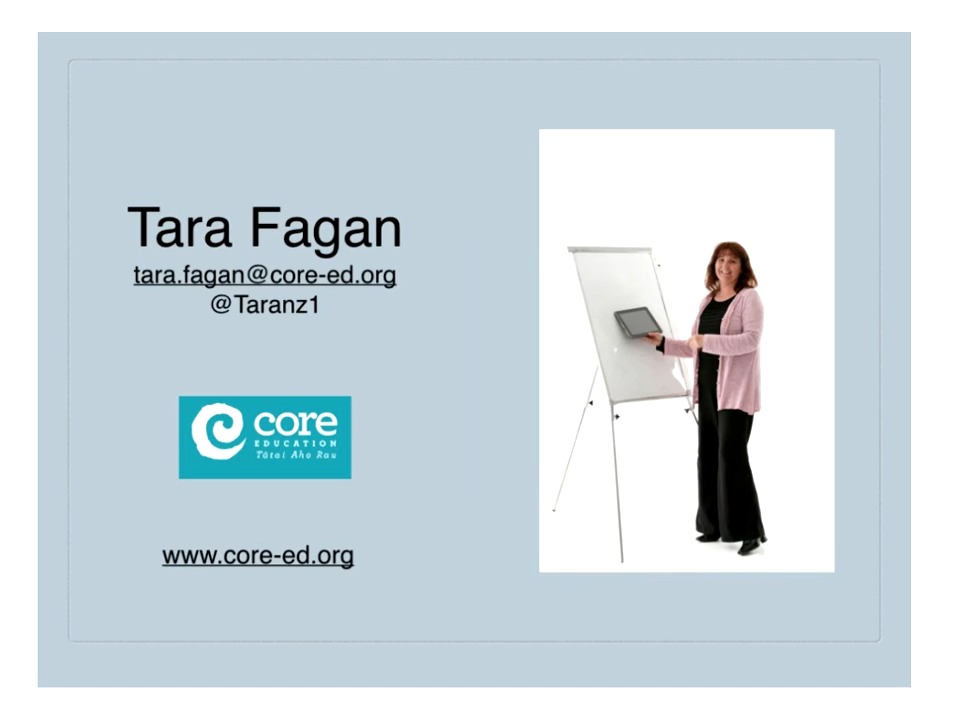 Tara Fagan
tara.fagan@core-ed.org
@Taranz1
core
EDUCATION
Tātai Aho Rau
www.core-ed.org